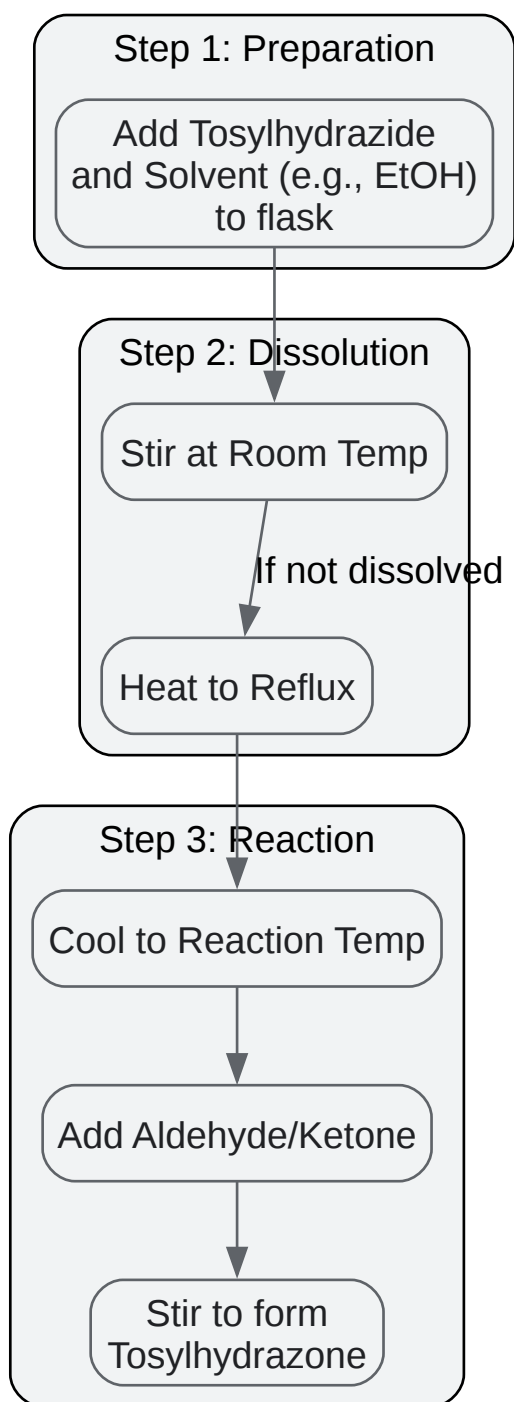 Step 1: Preparation
Add Tosylhydrazide
and Solvent (e.g., EtOH)
to flask
Step 2: Dissolution
Stir at Room Temp
If not dissolved
Heat to Reflux
Step 3: Reaction
Cool to Reaction Temp
Add Aldehyde/Ketone
Stir to form
Tosylhydrazone